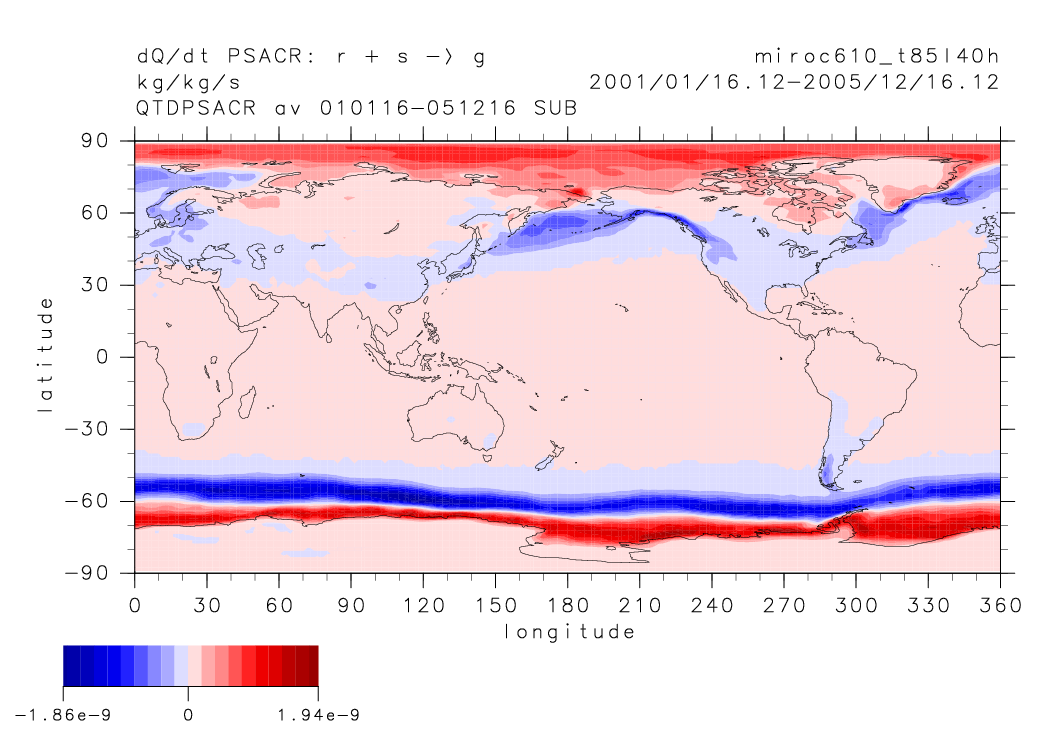 dQ/dt PSACR: r + s -> g
miroc610_t85l40h
kg/kg/s
2001/01/16.12-2005/12/16.12
QTDPSACR av 010116-051216 SUB
90
60
30
0
-30
-60
-90
latitude
0 30 60 90 120 150 180 210 240 270 300 330 360
longitude
-1.86e-9 0 1.94e-9